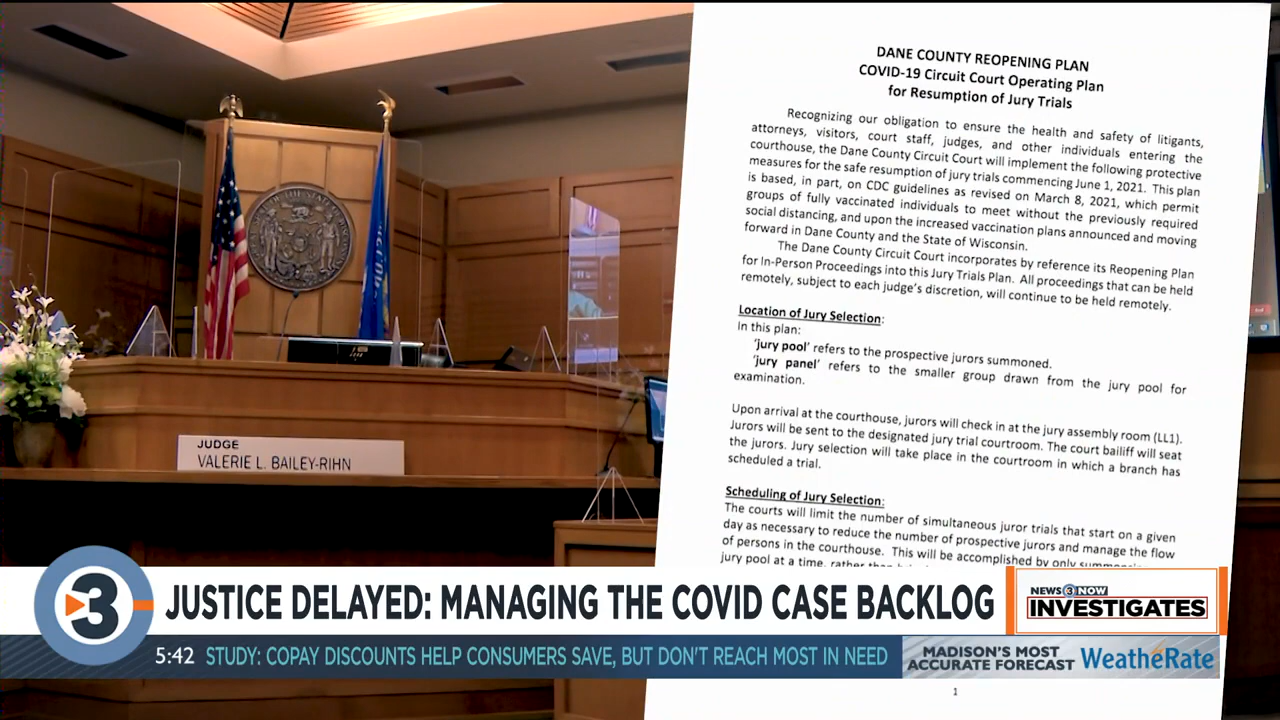 DANE COUNTY REOPENING PLAN
COVID-19 Circuit Court Operating Plan
for Resumption of Jury Trials
Recognizing our obligation to ensure the health and safety of litigants,
attorneys, visitors, court staff, judges, and other individuals entering the
courthouse, the Dane County Circuit Court will implement the following protective
measures for the safe resumption of jury trials commencing June 1, 2021. This plan
is based, in part, on CDC guidelines as revised on March 8, 2021, which permit
groups of fully vaccinated individuals to meet without the previously required
social distancing, and upon the increased vaccination plans announced and moving
forward in Dane County and the State of Wisconsin.
The Dane County Circuit Court incorporates by reference its Reopening Plan
for In-Person Proceedings into this Jury Trials Plan. All proceedings that can be held
remotely, subject to each judge's discretion, will continue to be held remotely.
Location of Jury Selection:
In this plan:
'jury pool' refers to the prospective jurors summoned.
'jury panel' refers to the smaller group drawn from the jury pool for
examination.
Upon arrival at the courthouse, jurors will check in at the jury assembly room (LL1).
Jurors will be sent to the designated jury trial courtroom. The court bailiff will seat
the jurors. Jury selection will take place in the courtroom in which a branch has
scheduled a trial.
Scheduling of Jury Selection:
The courts will limit the number of simultaneous juror trials that start on a given
day as necessary to reduce the number of prospective jurors and manage the flow
of persons in the courthouse. This will be accomplished by only
jury pool at a time, rather than
JUDGE
VALERIE L. BAILEY-RIHN
3
JUSTICE DELAYED: MANAGING THE COVID CASE BACKLOG
NEWS 3 NOW
INVESTIGATES
5:42 STUDY: COPAY DISCOUNTS HELP CONSUMERS SAVE, BUT DON'T REACH MOST IN NEED
MADISON'S MOST
ACCURATE FORECAST
WeatheRate
1